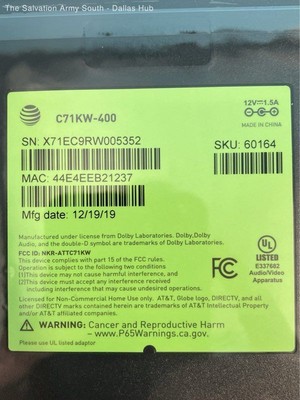 The Salvation Army South - Dallas Hub
C71KW-400
12V⎓1.5A
MADE IN CHINA
SN: X71EC9RW005352
SKU: 60164
MAC: 44E4EEB21237
Mfg date: 12/19/19
Manufactured under license from Dolby Laboratories. Dolby,Dolby
Audio, and the double-D symbol are trademarks of Dolby Laboratories.
FCC ID: NKR-ATTC71KW
This device complies with part 15 of the FCC rules.
Operation is subject to the following two conditions
(1)This device may not cause harmful interference, and
(2)This device must accept any interference received
including interference that may cause undesired operations.
FC
UL
LISTED
E337682
Audio/Video
Apparatus
Licensed for Non-Commercial Home Use only. AT&T, Globe logo, DIRECTV, and all
other DIRECTV marks contained herein are trademarks of AT&T Intellectual Property
and/or AT&T affiliated companies.
WARNING: Cancer and Reproductive Harm
– www.P65Warnings.ca.gov.
Please use UL listed adaptor